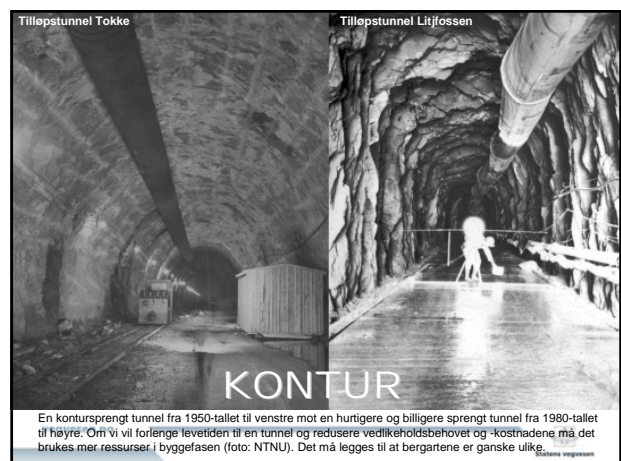 Tilløpstunnel Tokke
Tilløpstunnel Litjfossen
KONTUR
En kontursprengt tunnel fra 1950-tallet til venstre mot en hurtigere og billigere sprengt tunnel fra 1980-tallet
til høyre. Om vi vil forlenge levetiden til en tunnel og redusere vedlikeholdsbehovet og -kostnadene må det
brukes mer ressurser i byggefasen (foto: NTNU). Det må legges til at bergartene er ganske ulike.
vegvesen.no
Statens vegvesen